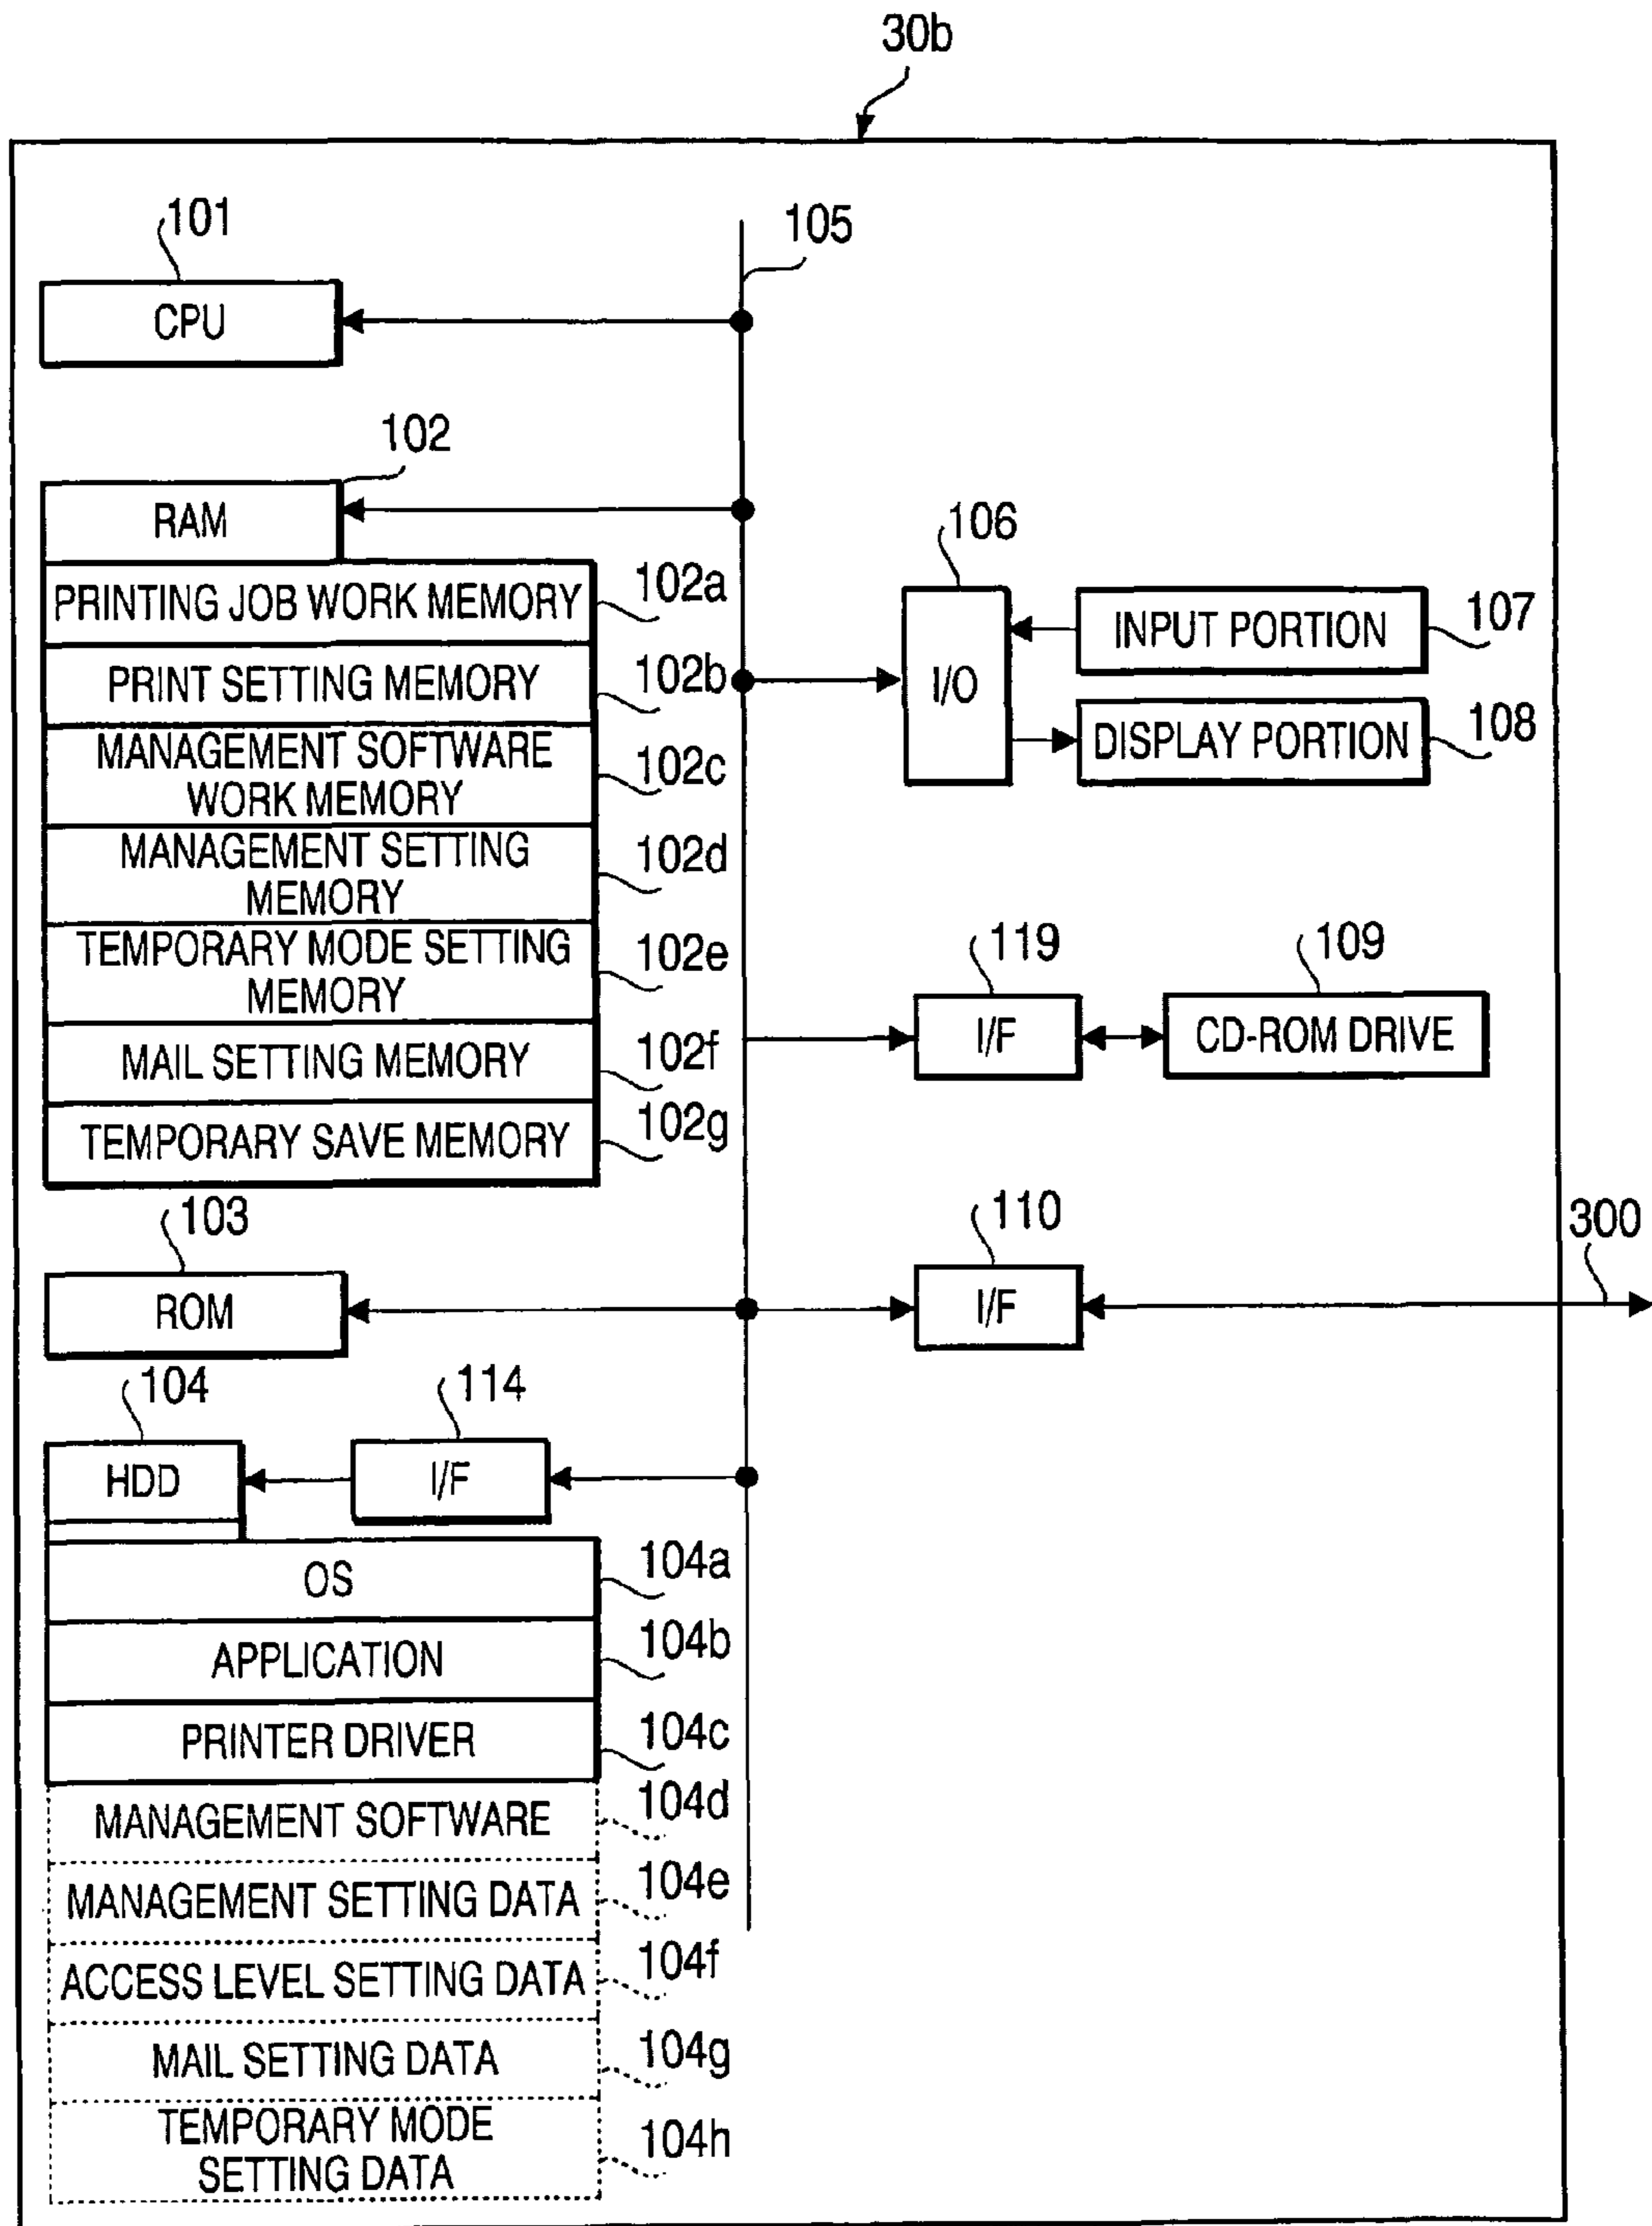 30b
101
105
CPU
102
RAM
106
PRINTING JOB WORK MEMORY
102a
INPUT PORTION
107
PRINT SETTING MEMORY
102b
I/O
MANAGEMENT SOFTWARE
WORK MEMORY
102c
DISPLAY PORTION
108
MANAGEMENT SETTING
MEMORY
102d
TEMPORARY MODE SETTING
MEMORY
102e
119
109
MAIL SETTING MEMORY
102f
I/F
CD-ROM DRIVE
TEMPORARY SAVE MEMORY
102g
103
110
300
ROM
I/F
104
114
HDD
I/F
OS
104a
APPLICATION
104b
PRINTER DRIVER
104c
MANAGEMENT SOFTWARE
104d
MANAGEMENT SETTING DATA
104e
ACCESS LEVEL SETTING DATA
104f
MAIL SETTING DATA
104g
TEMPORARY MODE
SETTING DATA
104h